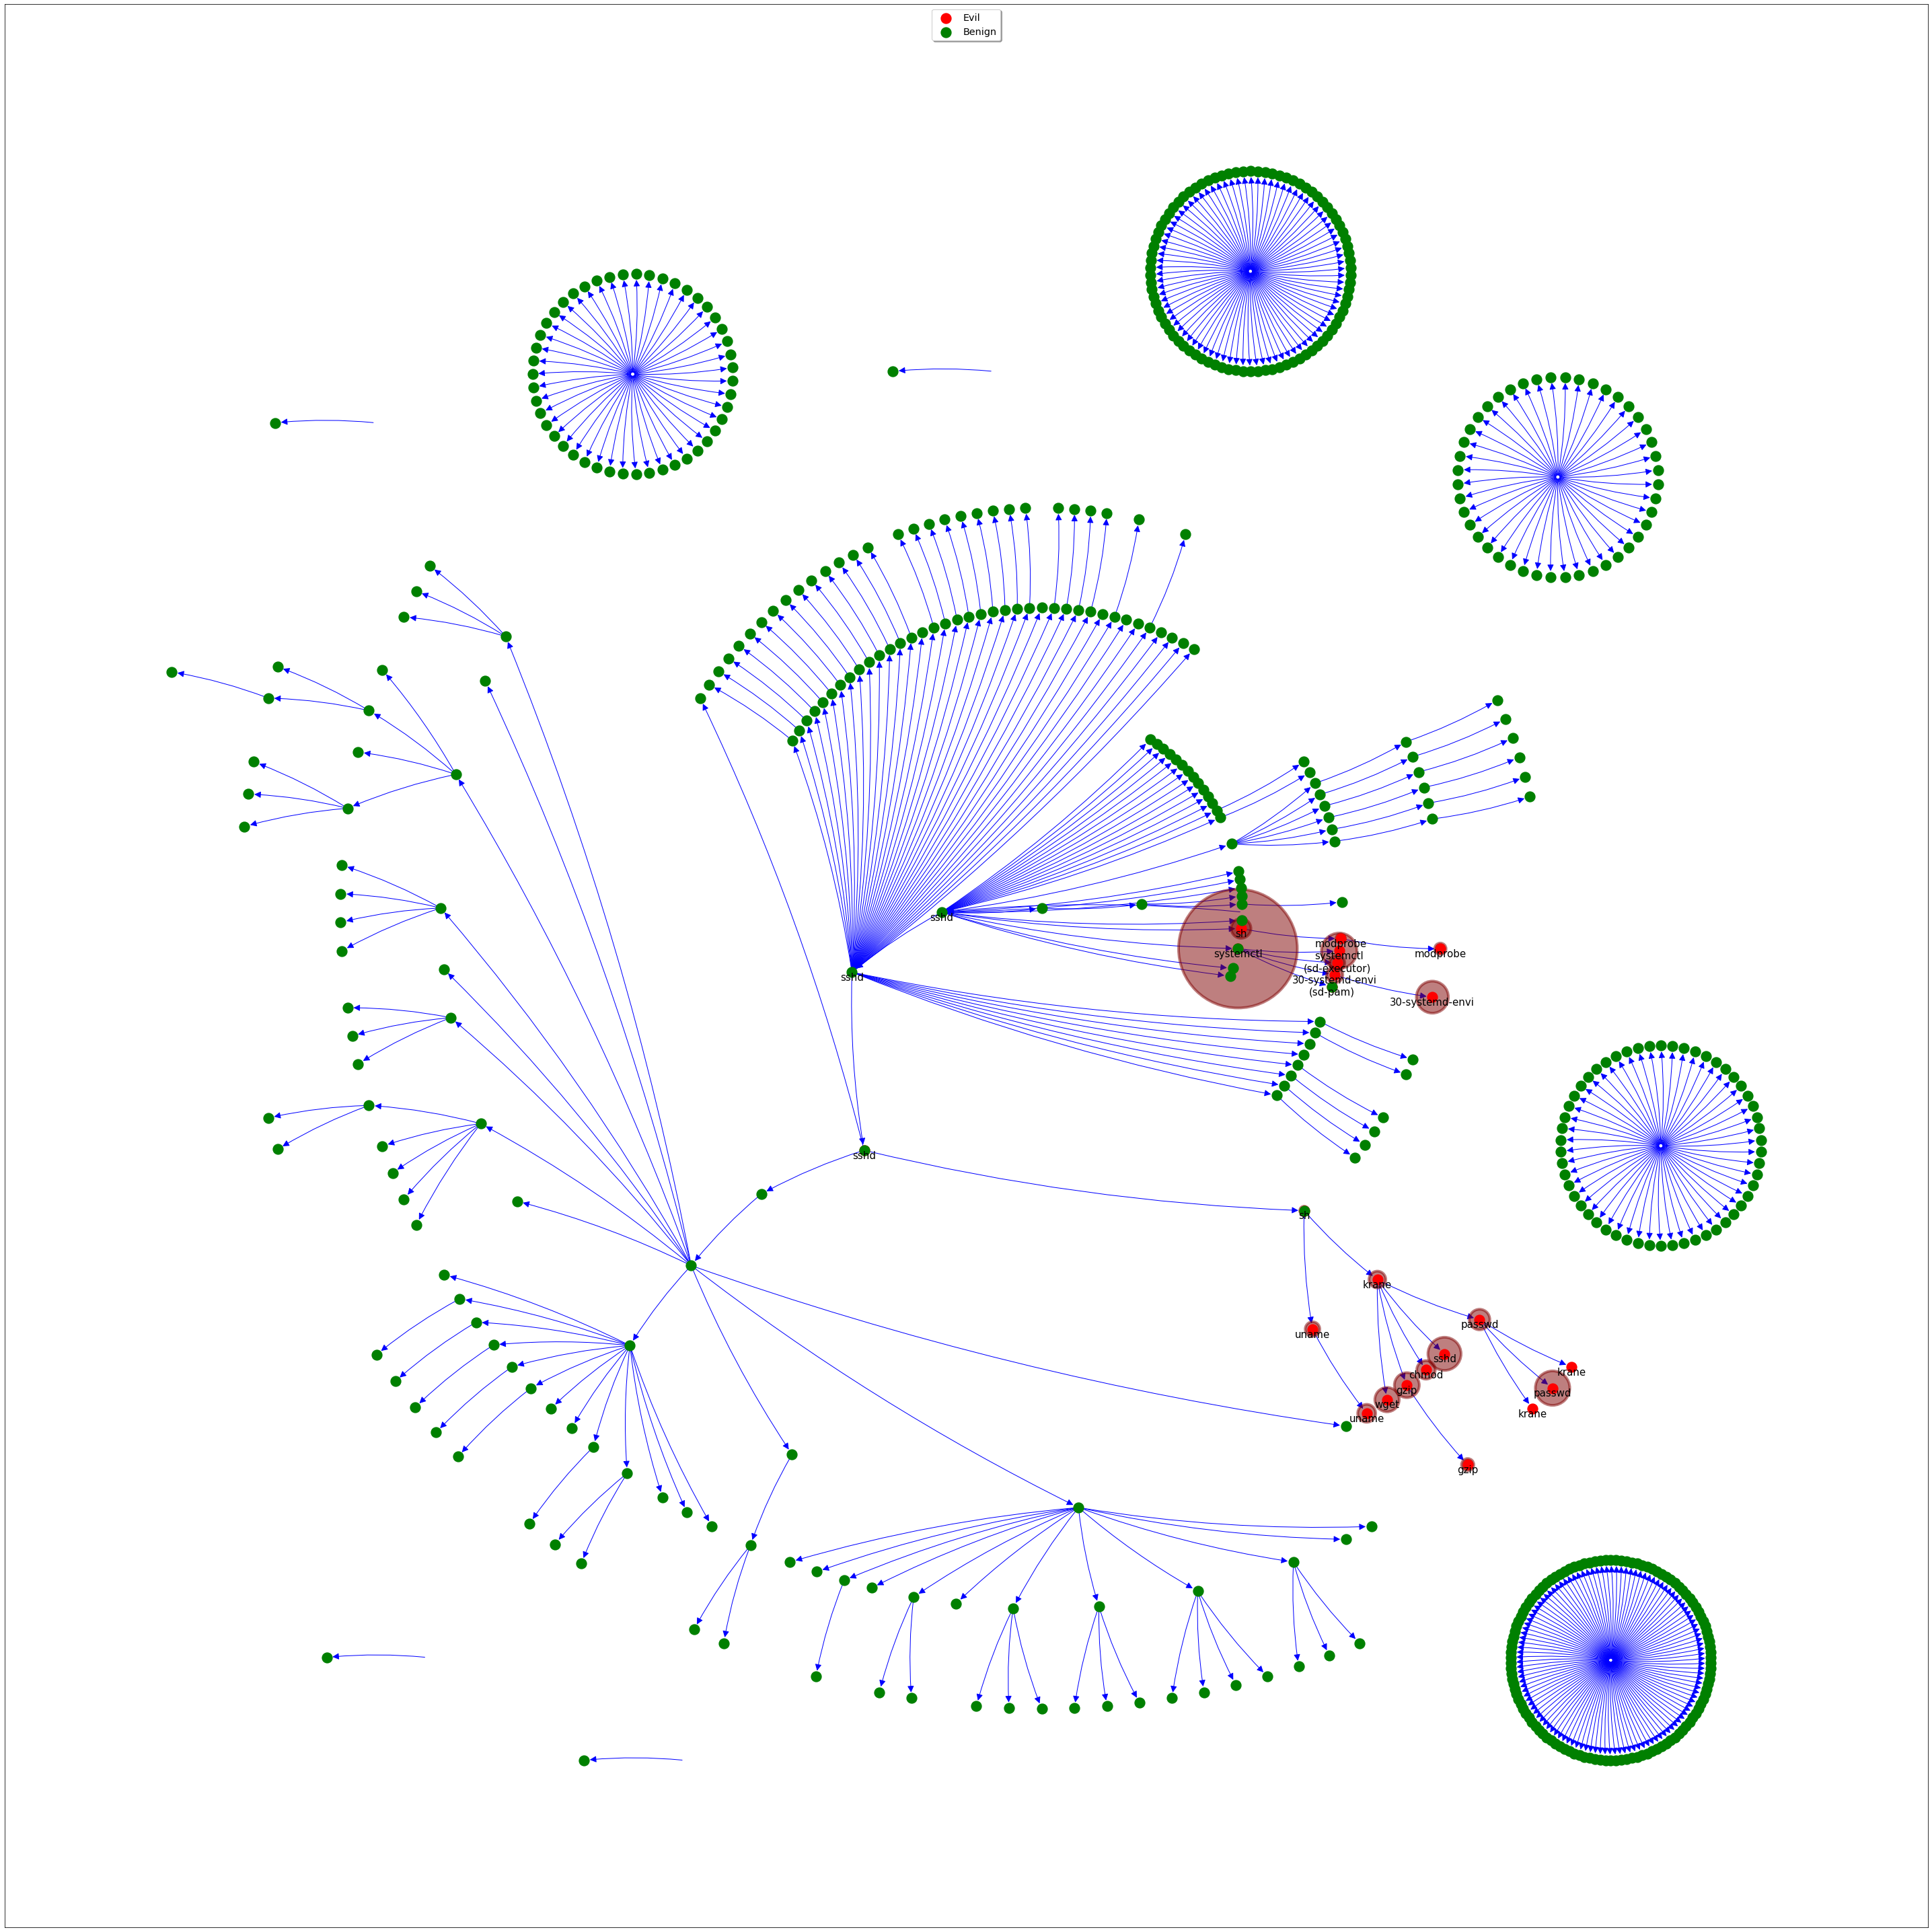 Evil
Benign
sshd
sh
systemctl
modprobe
systemctl
(sd-executor)
30-systemd-envi
(sd-pam)
modprobe
30-systemd-envi
sshd
sshd
sh
krane
uname
passwd
sshd
krane
chmod
gzip
passwd
wget
krane
uname
gzip